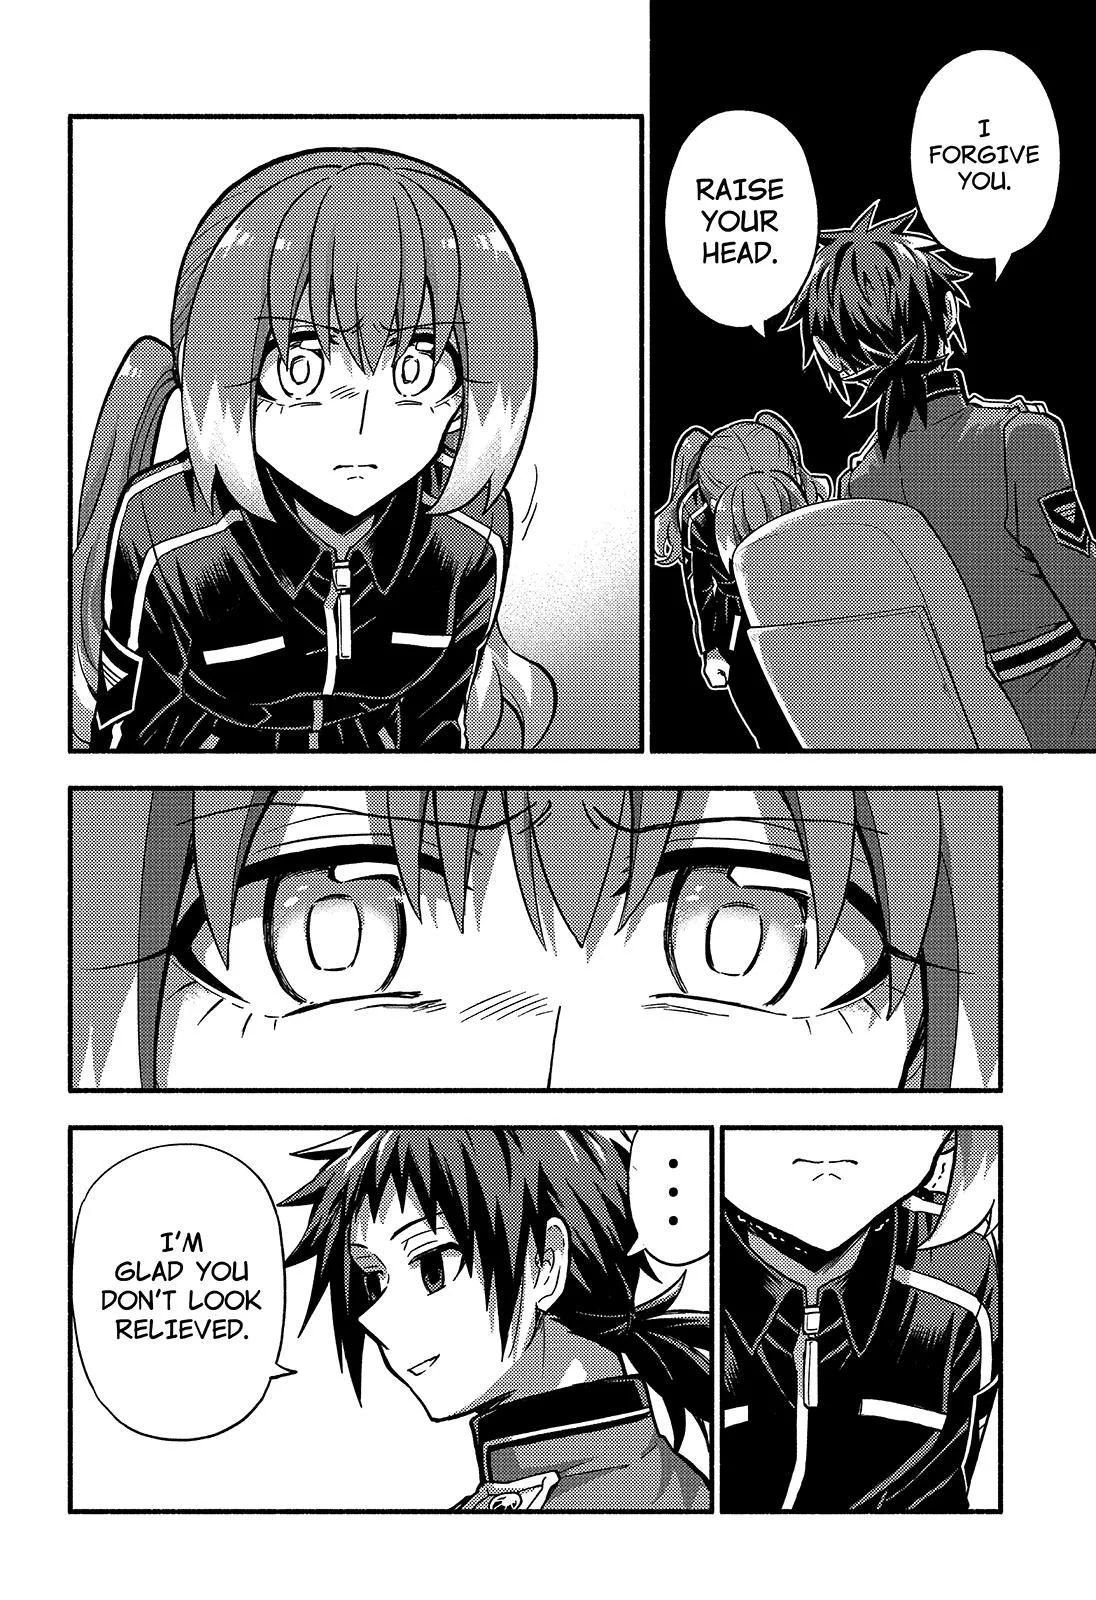 I
FORGIVE
YOU.
RAISE
YOUR
HEAD.
...
I'M
GLAD YOU
DON'T LOOK
RELIEVED.